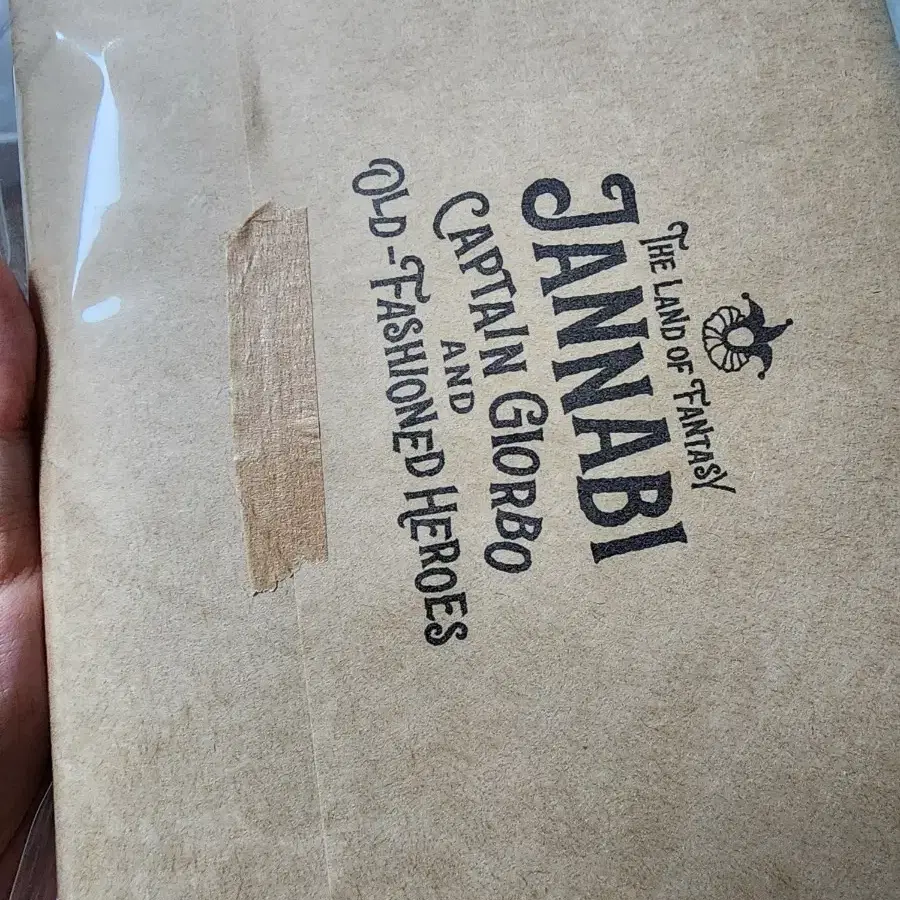 THE LAND OF FANTASY
JANNABI
CAPTAIN GIORBO
AND
OLD-FASHIONED HEROES